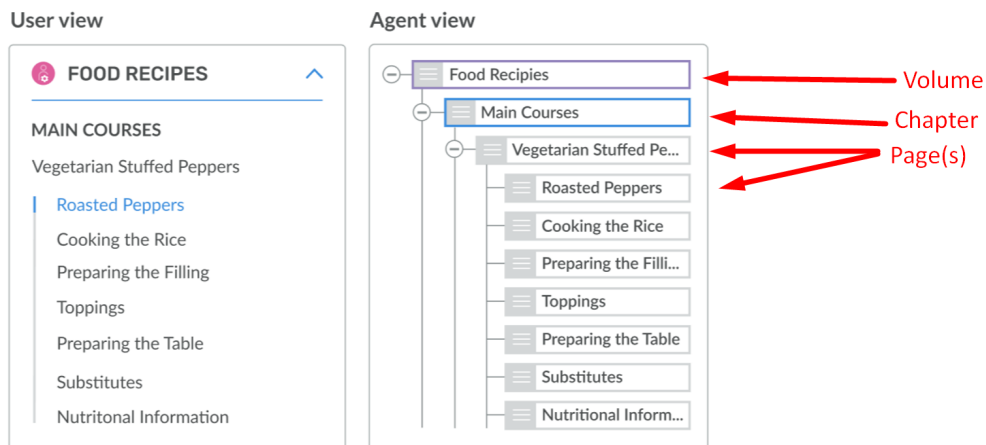 User view
FOOD RECIPES
MAIN COURSES
Vegetarian Stuffed Peppers
Roasted Peppers
Cooking the Rice
Preparing the Filling
Toppings
Preparing the Table
Substitutes
Nutritonal Information
Agent view
Food Recipies
Main Courses
Vegetarian Stuffed Pe...
Roasted Peppers
Cooking the Rice
Preparing the Filli...
Toppings
Preparing the Table
Substitutes
Nutritional Inform...
Volume
Chapter
Page(s)